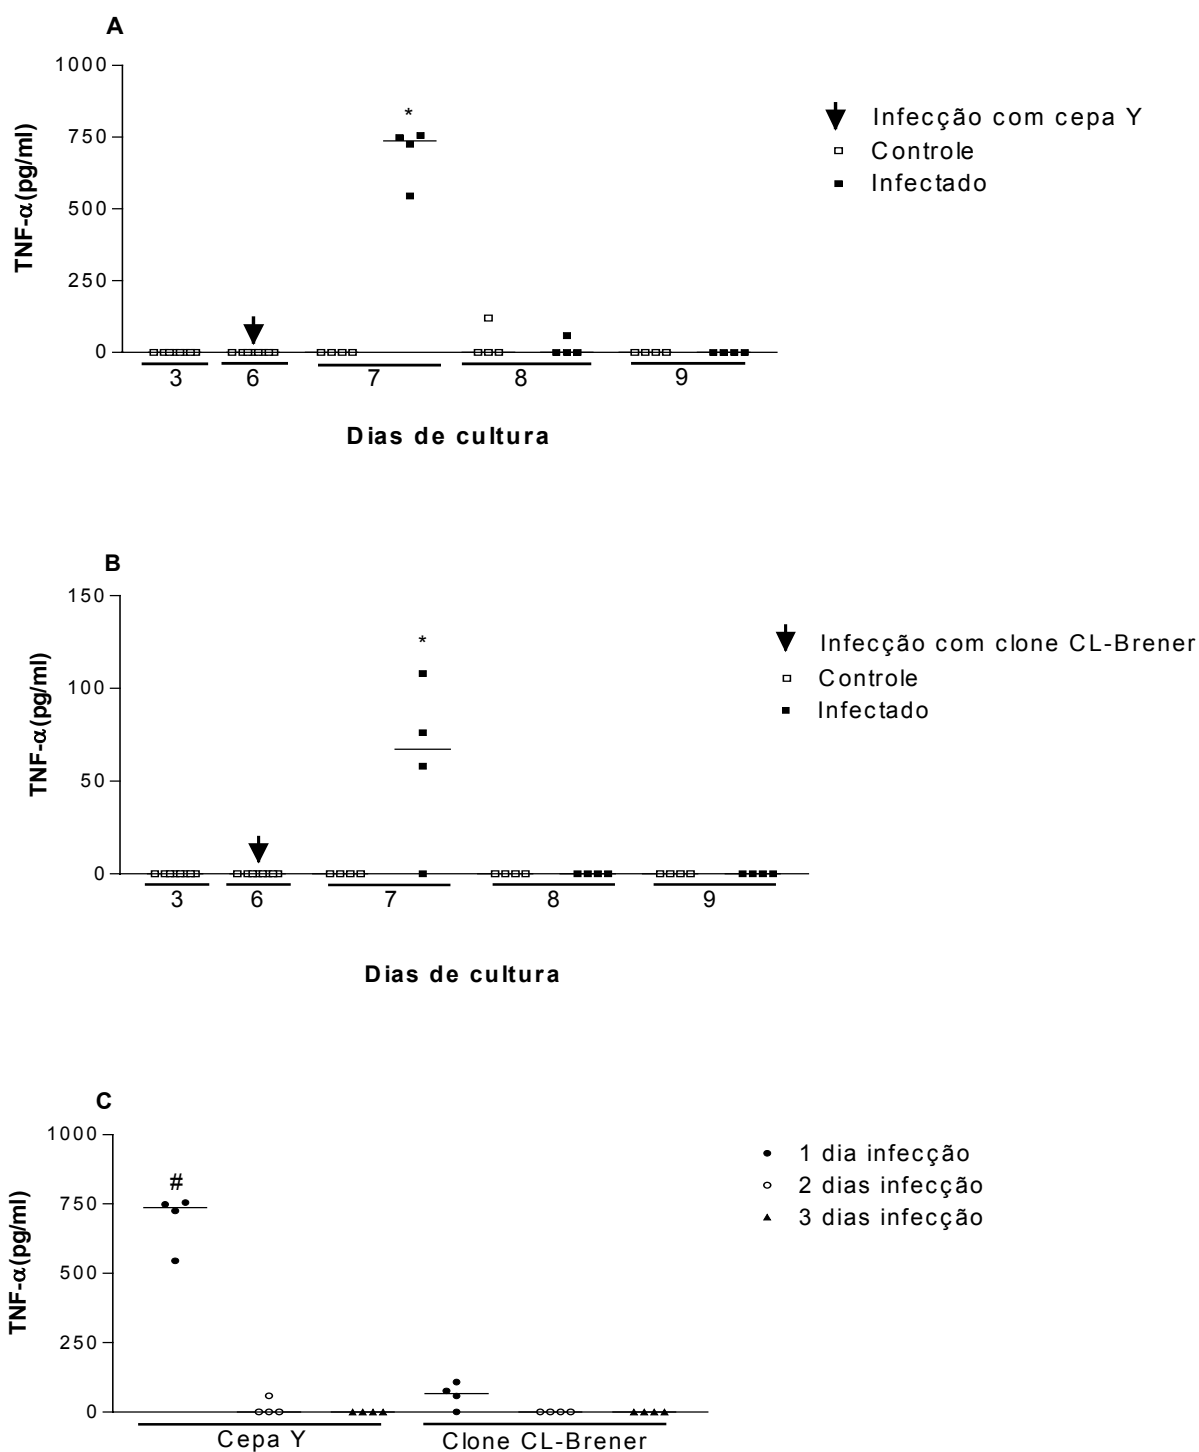 A
1000
750
500
250
0
TNF-α(pg/ml)
*
Infecção com cepa Y
Controle
Infectado
3 6 7 8 9
Dias de cultura
B
150
100
50
0
TNF-α(pg/ml)
*
Infecção com clone CL-Brener
Controle
Infectado
3 6 7 8 9
Dias de cultura
C
1000
750
500
250
0
TNF-α(pg/ml)
#
1 dia infecção
2 dias infecção
3 dias infecção
Cepa Y Clone CL-Brener